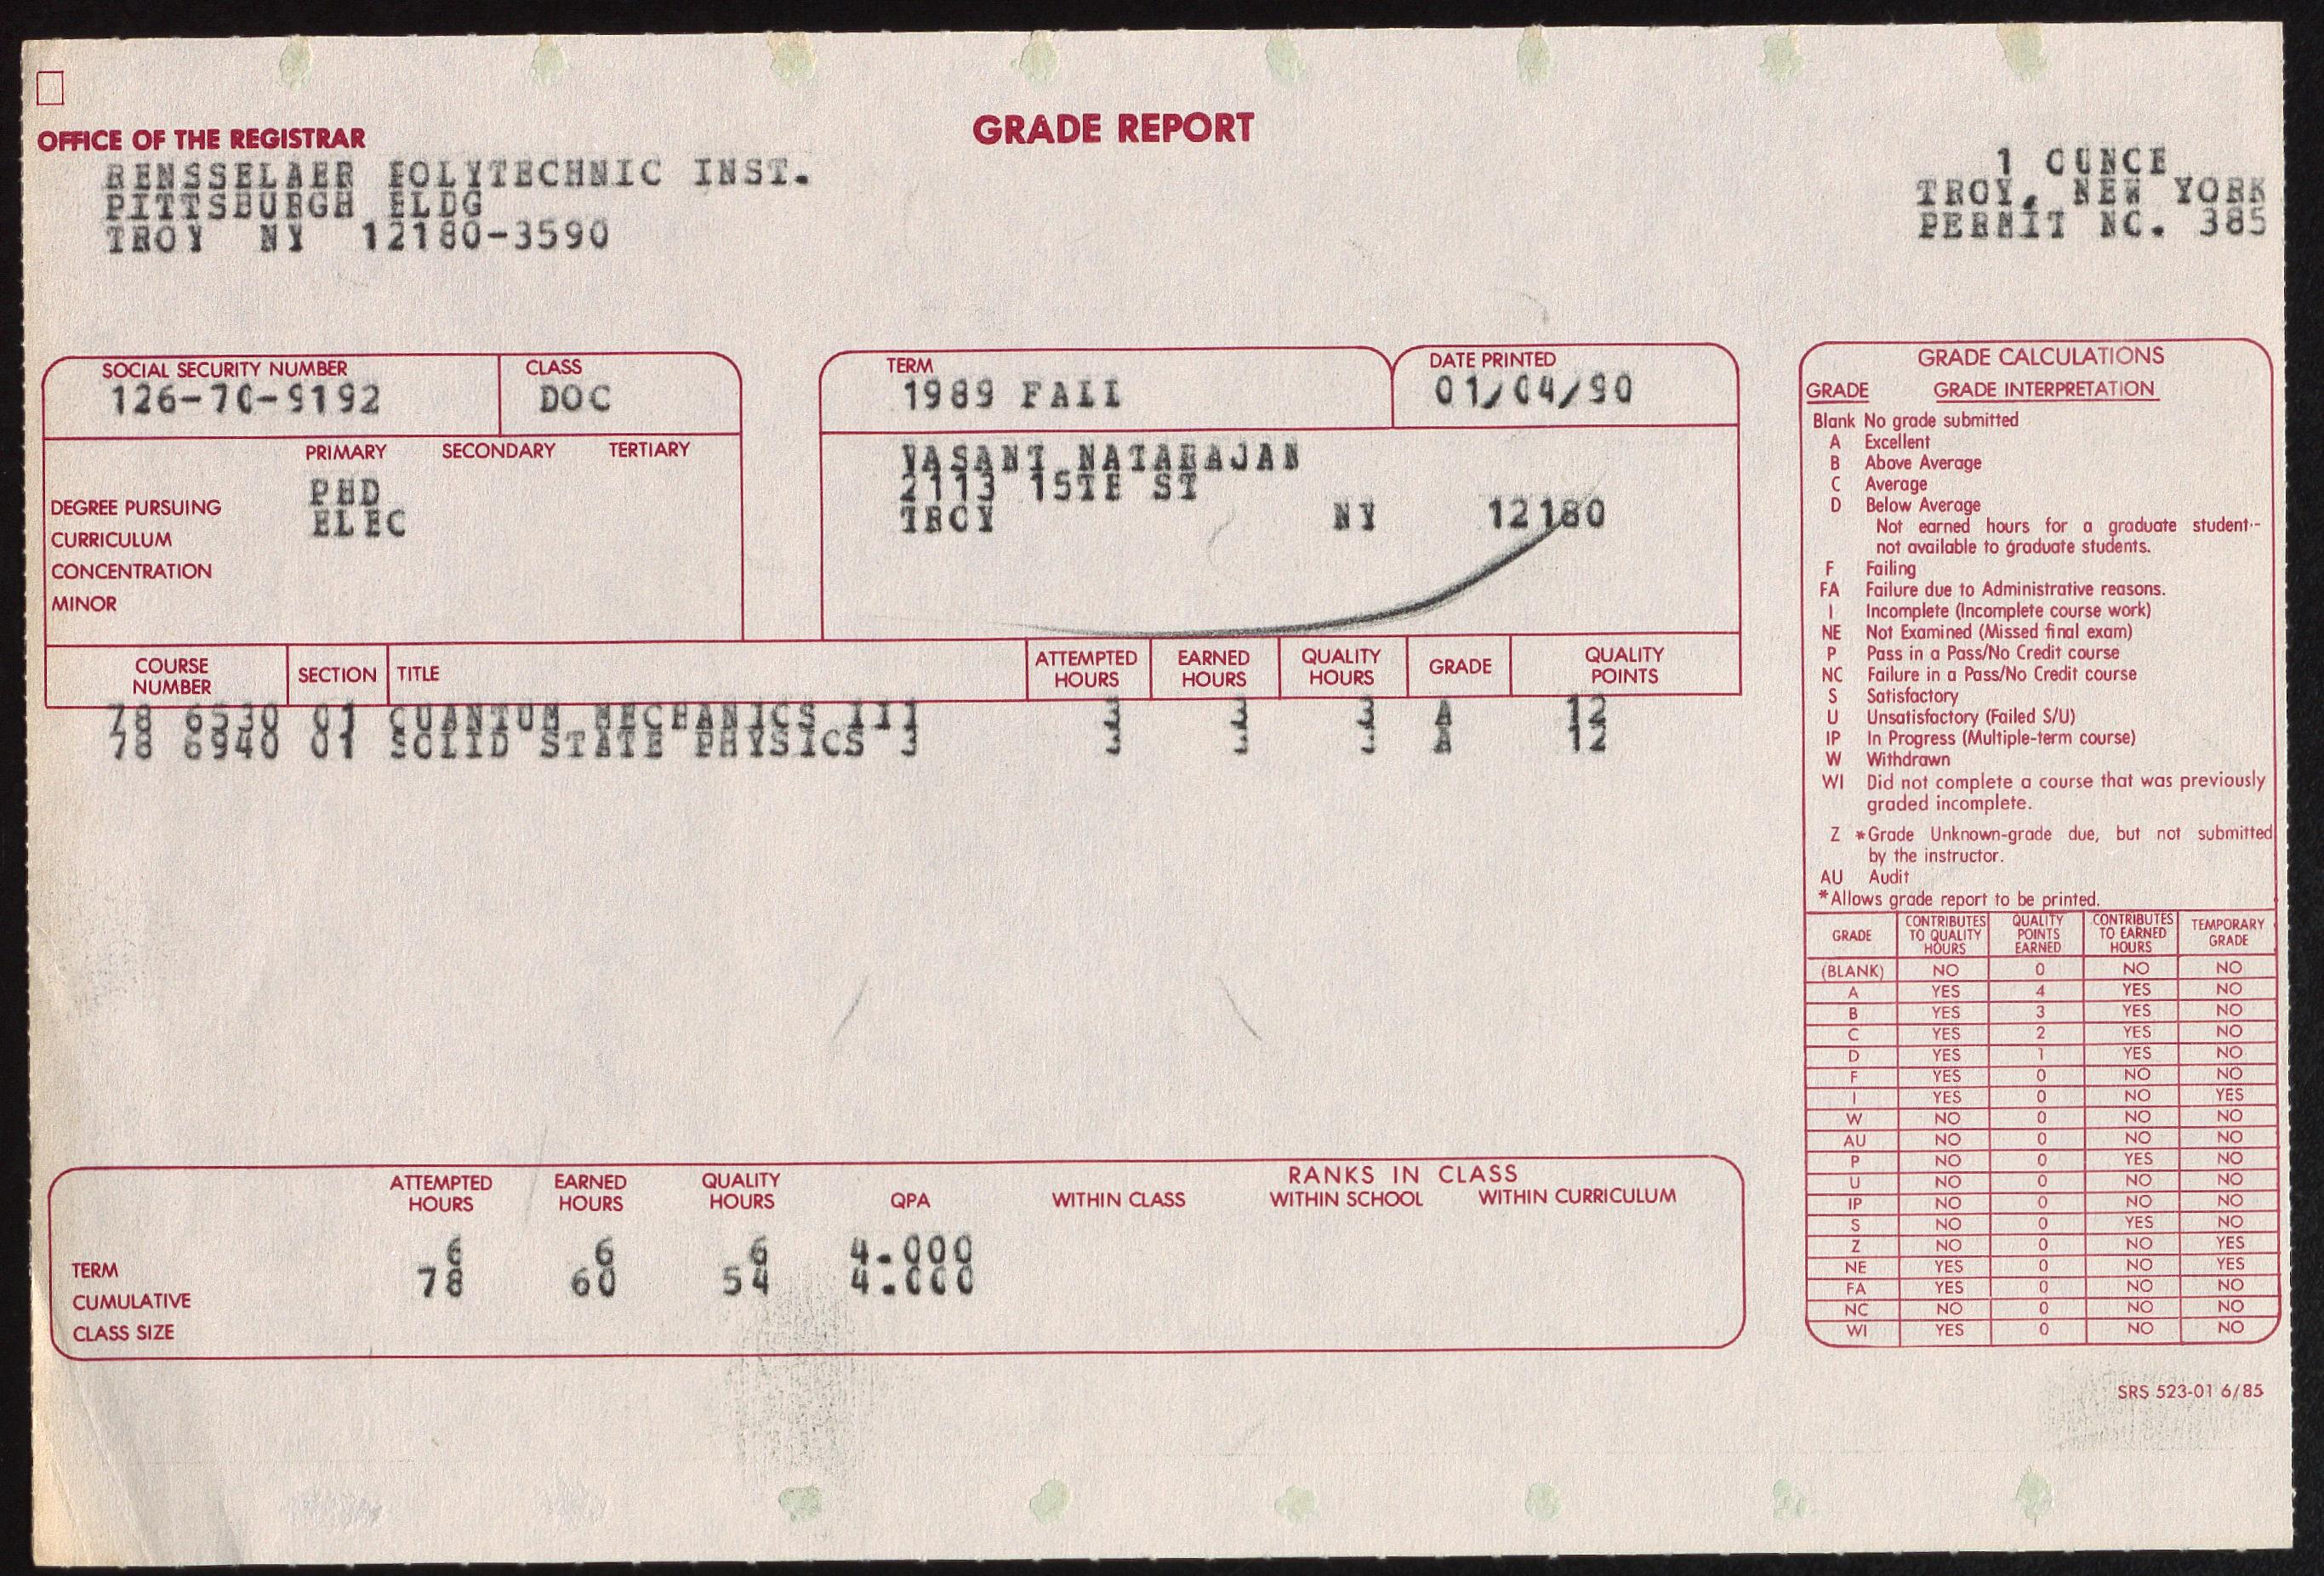 OFFICE OF THE REGISTRAR
GRADE REPORT
RENSSELAER POLYTECHNIC INST.
PITTSBURGH BLDG
TROY NY 12180-3590
1 OUNCE
TROY, NEW YORK
PERMIT NO. 385
SOCIAL SECURITY NUMBER CLASS
126-70-9192 DOC
PRIMARY SECONDARY TERTIARY
DEGREE PURSUING PHD
CURRICULUM ELEC
CONCENTRATION
MINOR
TERM DATE PRINTED
1989 FALL 01/04/90
VASANT NATARAJAN
2113 15TH ST
TROY NY 12180
COURSE NUMBER SECTION TITLE ATTEMPTED HOURS EARNED HOURS QUALITY HOURS GRADE QUALITY POINTS
78 6530 01 QUANTUM MECHANICS III 3 3 3 A 12
78 6940 01 SOLID STATE PHYSICS 3 3 3 3 A 12
RANKS IN CLASS
ATTEMPTED HOURS EARNED HOURS QUALITY HOURS QPA WITHIN CLASS WITHIN SCHOOL WITHIN CURRICULUM
TERM 6 6 6 4.000
CUMULATIVE 78 60 54 4.000
CLASS SIZE
GRADE CALCULATIONS
GRADE GRADE INTERPRETATION
Blank No grade submitted
A Excellent
B Above Average
C Average
D Below Average
Not earned hours for a graduate student--
not available to graduate students.
F Failing
FA Failure due to Administrative reasons.
I Incomplete (Incomplete course work)
NE Not Examined (Missed final exam)
P Pass in a Pass/No Credit course
NC Failure in a Pass/No Credit course
S Satisfactory
U Unsatisfactory (Failed S/U)
IP In Progress (Multiple-term course)
W Withdrawn
WI Did not complete a course that was previously
graded incomplete.
Z *Grade Unknown-grade due, but not submitted
by the instructor.
AU Audit
*Allows grade report to be printed.
GRADE CONTRIBUTES TO QUALITY HOURS QUALITY POINTS EARNED CONTRIBUTES TO EARNED HOURS TEMPORARY GRADE
(BLANK) NO 0 NO NO
A YES 4 YES NO
B YES 3 YES NO
C YES 2 YES NO
D YES 1 YES NO
F YES 0 NO NO
I YES 0 NO YES
W NO 0 NO NO
AU NO 0 NO NO
P NO 0 YES NO
U NO 0 NO NO
IP NO 0 NO NO
S NO 0 YES NO
Z NO 0 NO YES
NE YES 0 NO YES
FA YES 0 NO NO
NC NO 0 NO NO
WI YES 0 NO NO
SRS 523-01 6/85